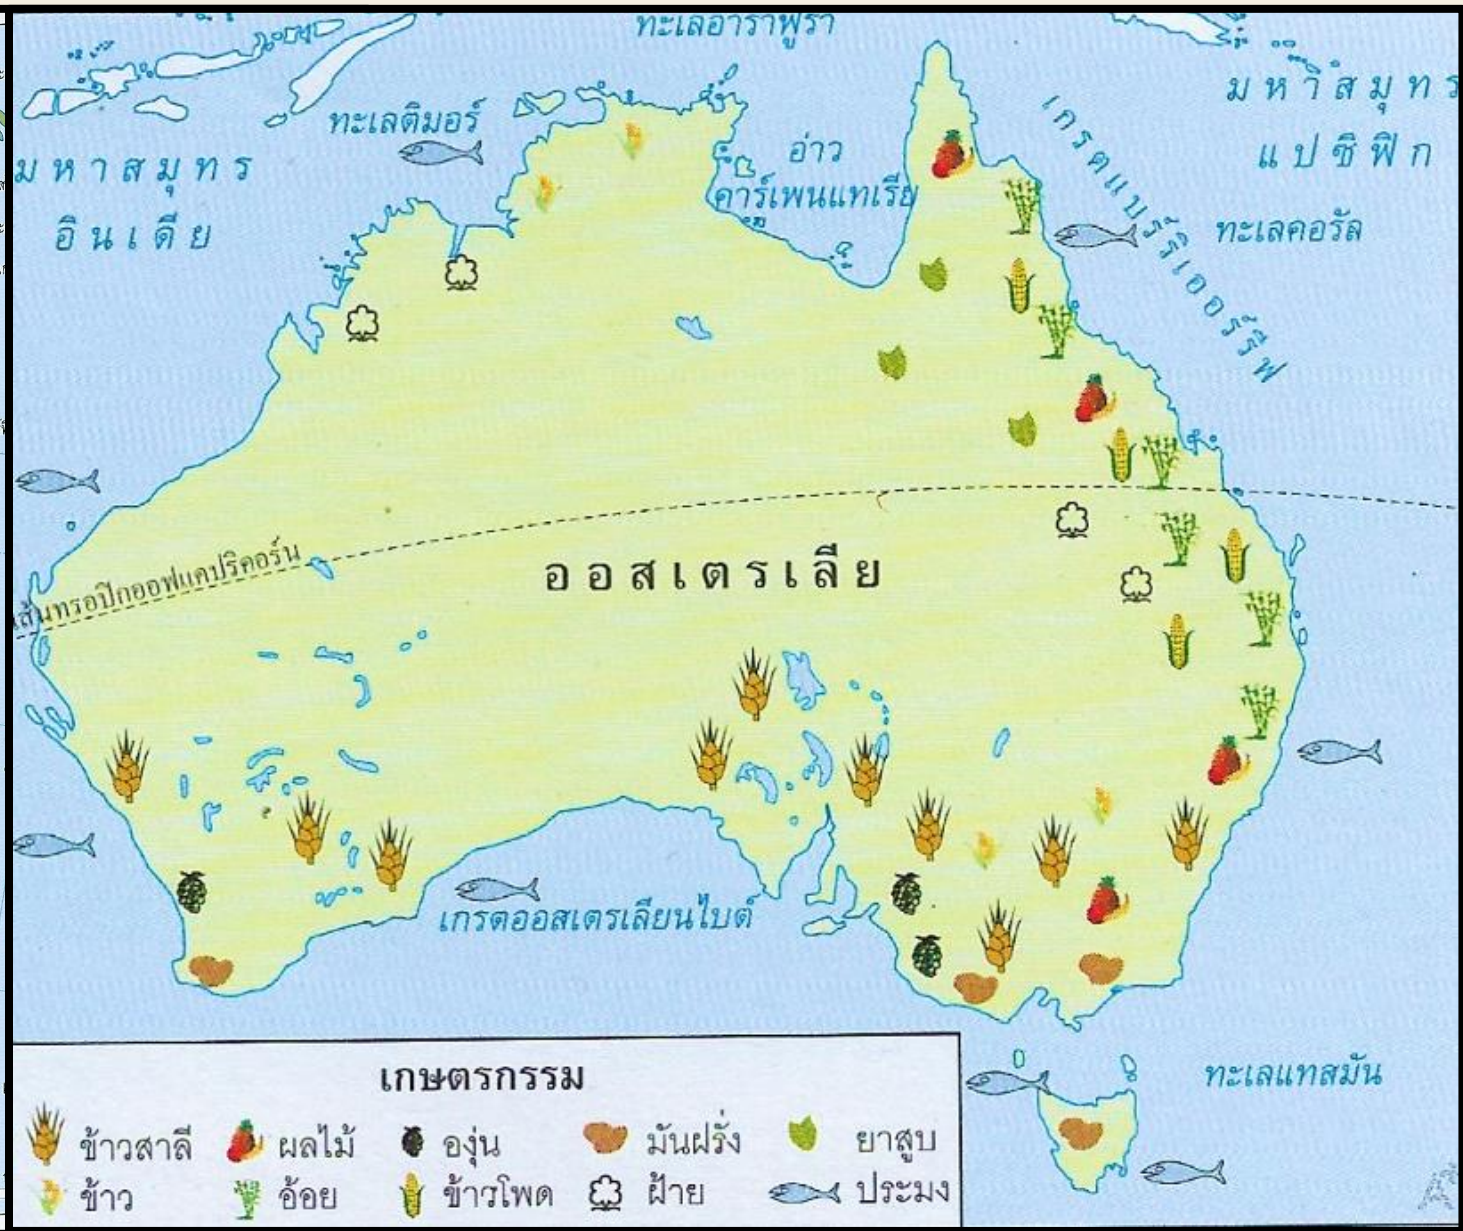 ทะเลอาราฟูรา
ทะเลติมอร์
มหาสมุทร
อินเดีย
อ่าว
คาร์เพนแทเรีย
เกรตแบร์ริเออร์รีฟ
มหาสมุทร
แปซิฟิก
ทะเลคอรัล
เส้นทรอปิกออฟแคปริคอร์น
ออสเตรเลีย
เกรตออสเตรเลียนไบต์
ทะเลแทสมัน
เกษตรกรรม
ข้าวสาลี ผลไม้ องุ่น มันฝรั่ง ยาสูบ
ข้าว อ้อย ข้าวโพด ฝ้าย ประมง